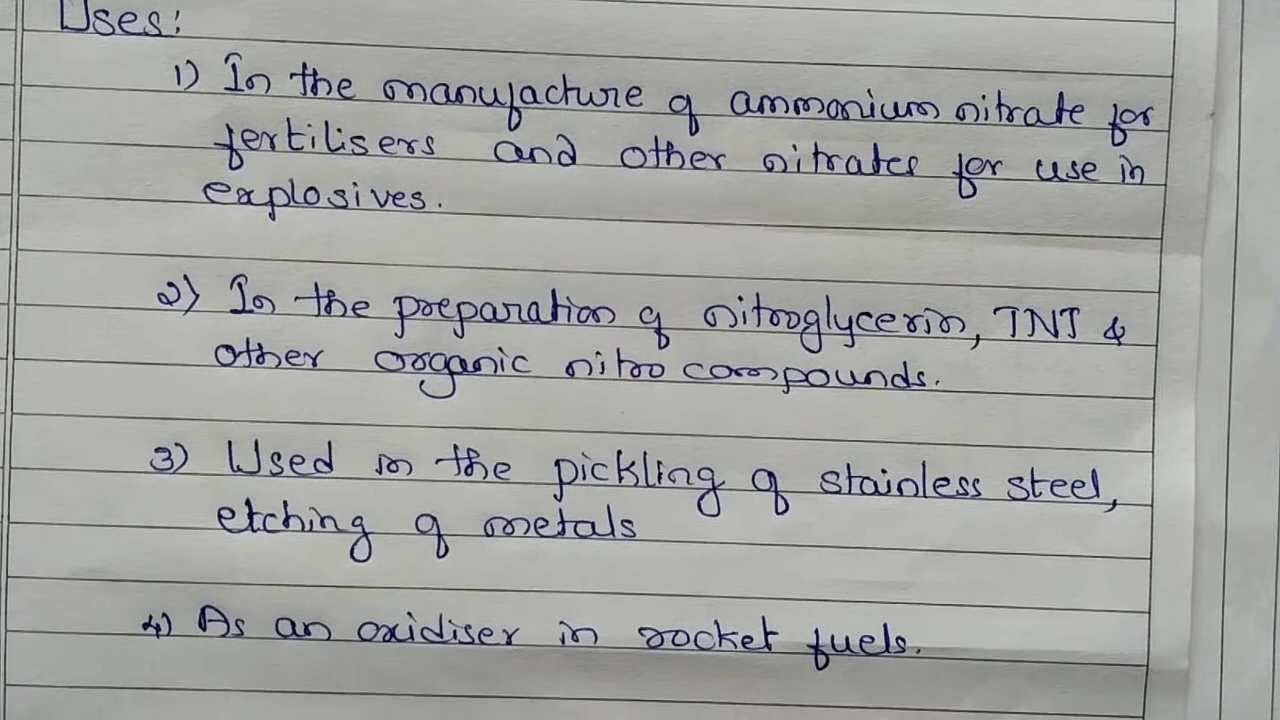 Uses:
1) In the manufacture of ammonium nitrate for
fertilisers and other nitrates for use in
explosives.
2) In the preparation of nitroglycerin, TNT &
other organic nitro compounds.
3) Used in the pickling of stainless steel,
etching of metals
4) As an oxidiser in rocket fuels.